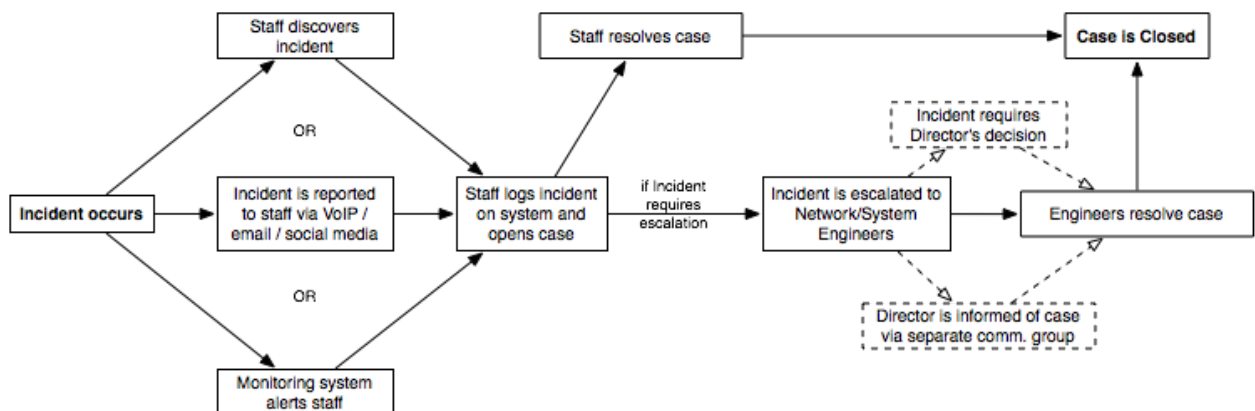 Staff discovers
incident
Staff resolves case
Case is Closed
OR
Incident requires
Director's decision
Incident occurs
Incident is reported
to staff via VoIP /
email / social media
Staff logs incident
on system and
opens case
if Incident
requires
escalation
Incident is escalated to
Network/System
Engineers
Engineers resolve case
OR
Director is informed of case
via separate comm. group
Monitoring system
alerts staff